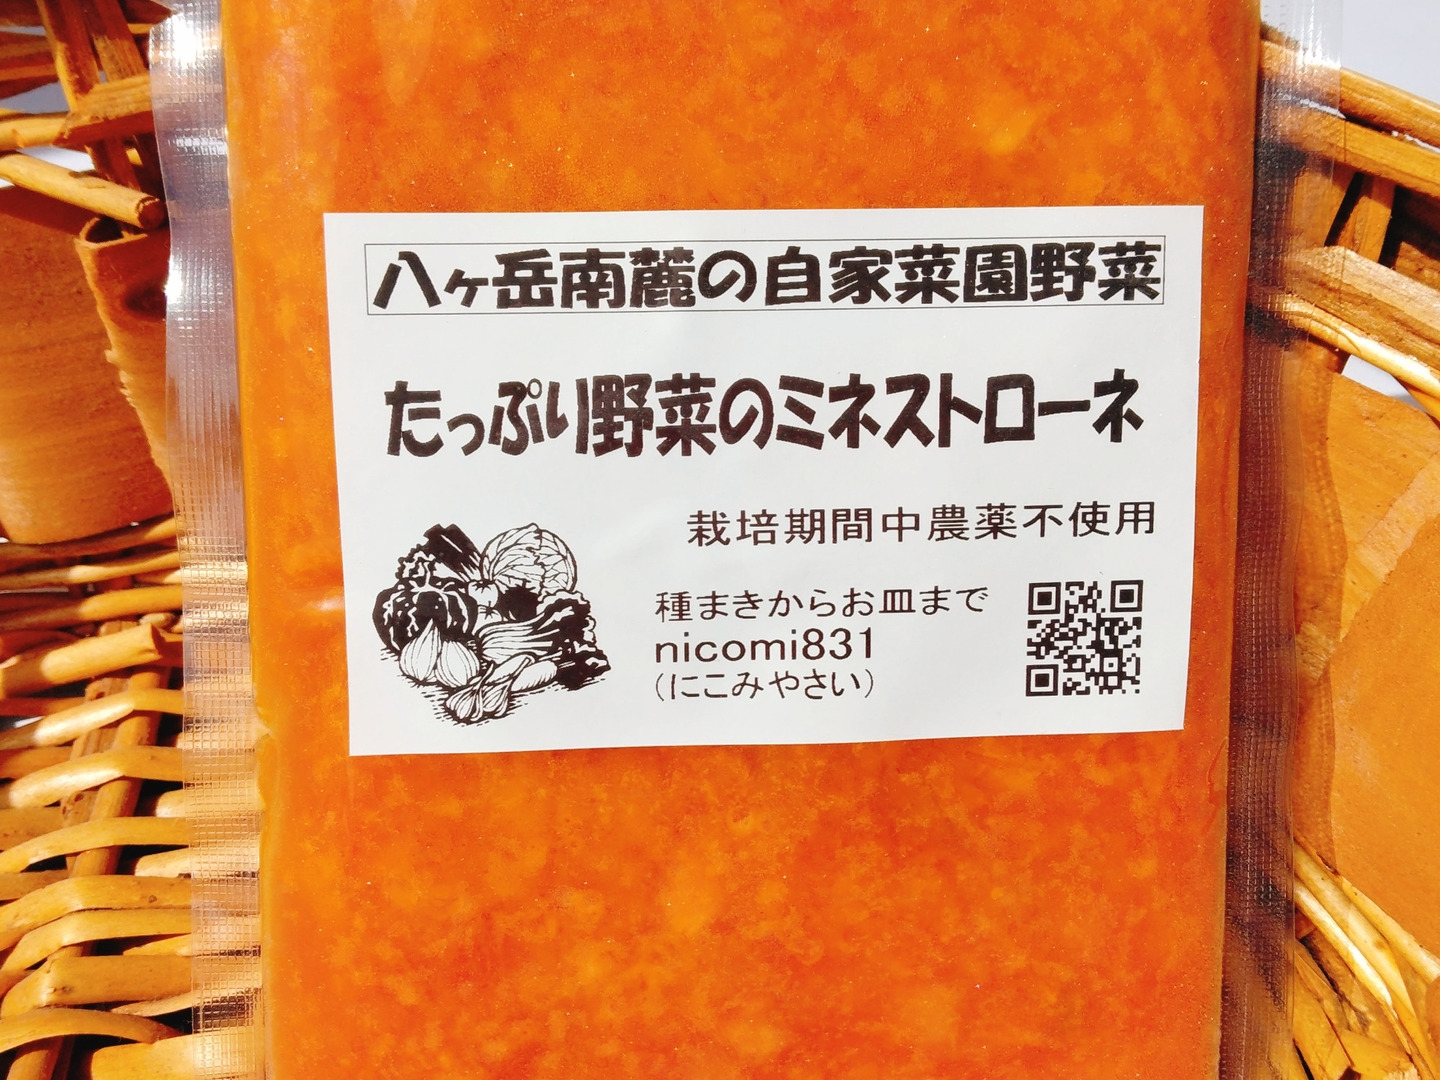 八ヶ岳南麓の自家菜園野菜
たっぷり野菜のミネストローネ
栽培期間中農薬不使用
種まきからお皿まで
nicomi831
(にこみやさい)